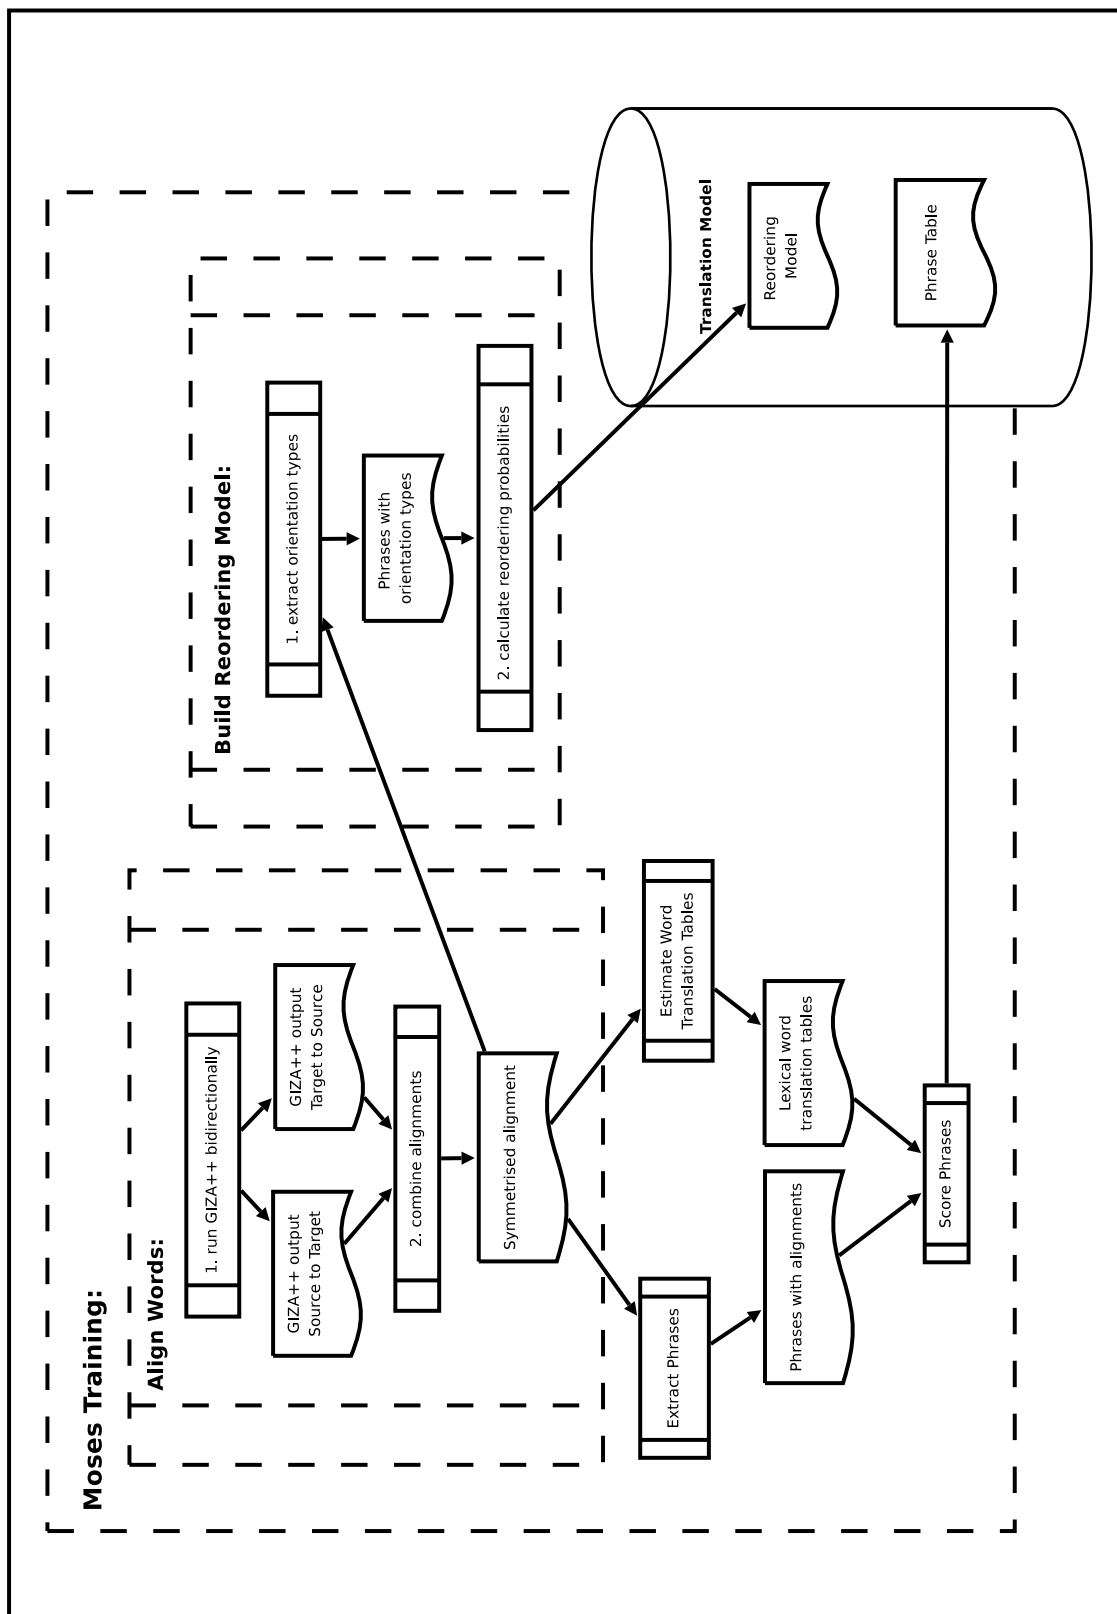 Moses Training:
Align Words:
1. run GIZA++ bidirectionally
GIZA++ output
Source to Target
GIZA++ output
Target to Source
2. combine alignments
Symmetrised alignment
Build Reordering Model:
1. extract orientation types
Phrases with
orientation types
2. calculate reordering probabilities
Extract Phrases
Estimate Word
Translation Tables
Phrases with alignments
Lexical word
translation tables
Score Phrases
Translation Model
Reordering
Model
Phrase Table